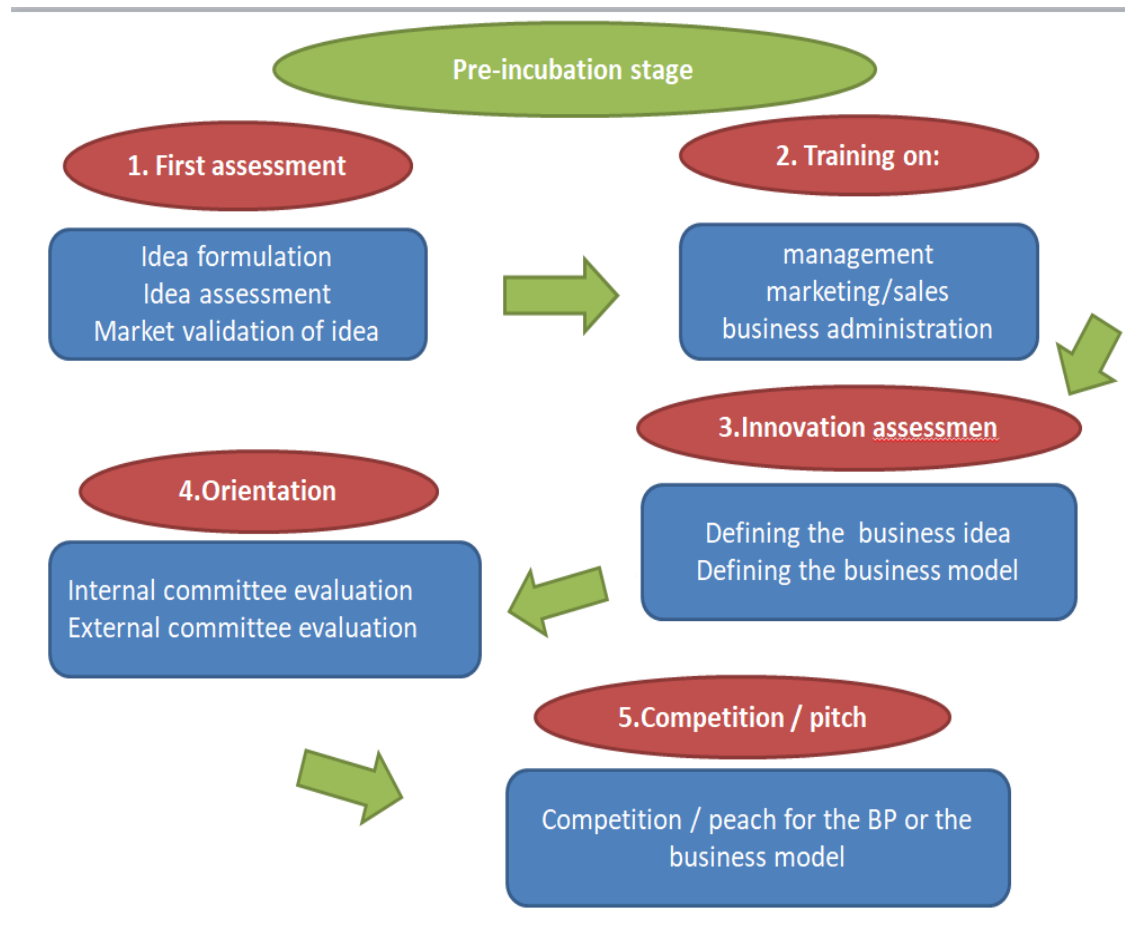 Pre-incubation stage
1. First assessment
Idea formulation
Idea assessment
Market validation of idea
2. Training on:
management
marketing/sales
business administration
3.Innovation assessmen
Defining the  business idea
Defining the business model
4.Orientation
Internal committee evaluation
External committee evaluation
5.Competition / pitch
Competition / peach for the BP or the
business model